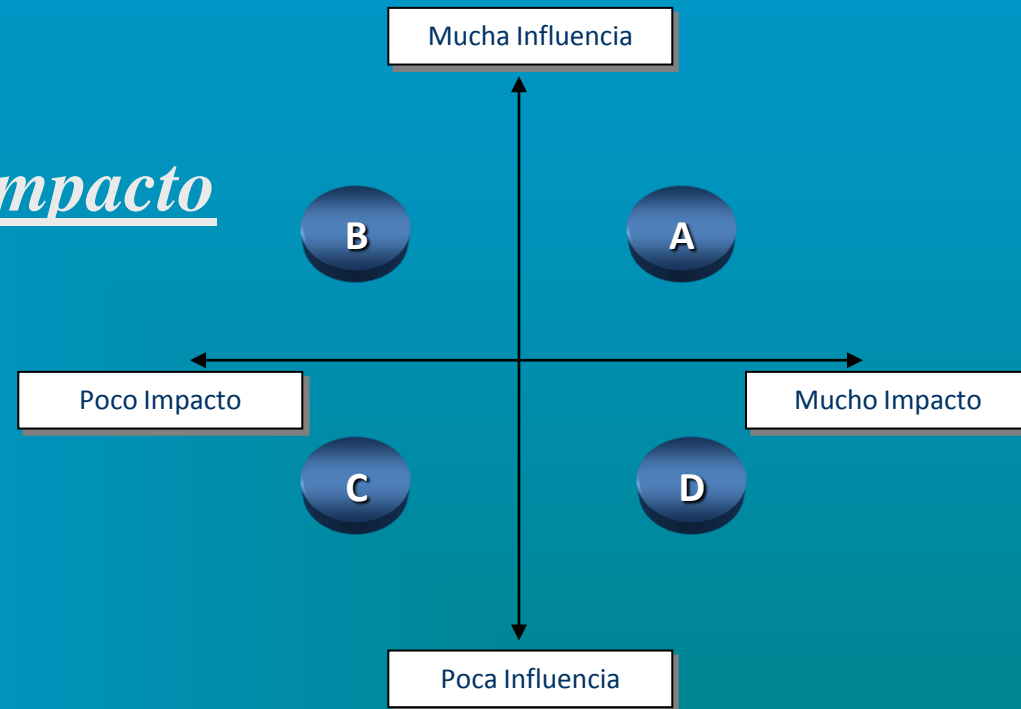 Mucha Influencia
mpacto
B
A
Poco Impacto
Mucho Impacto
C
D
Poca Influencia